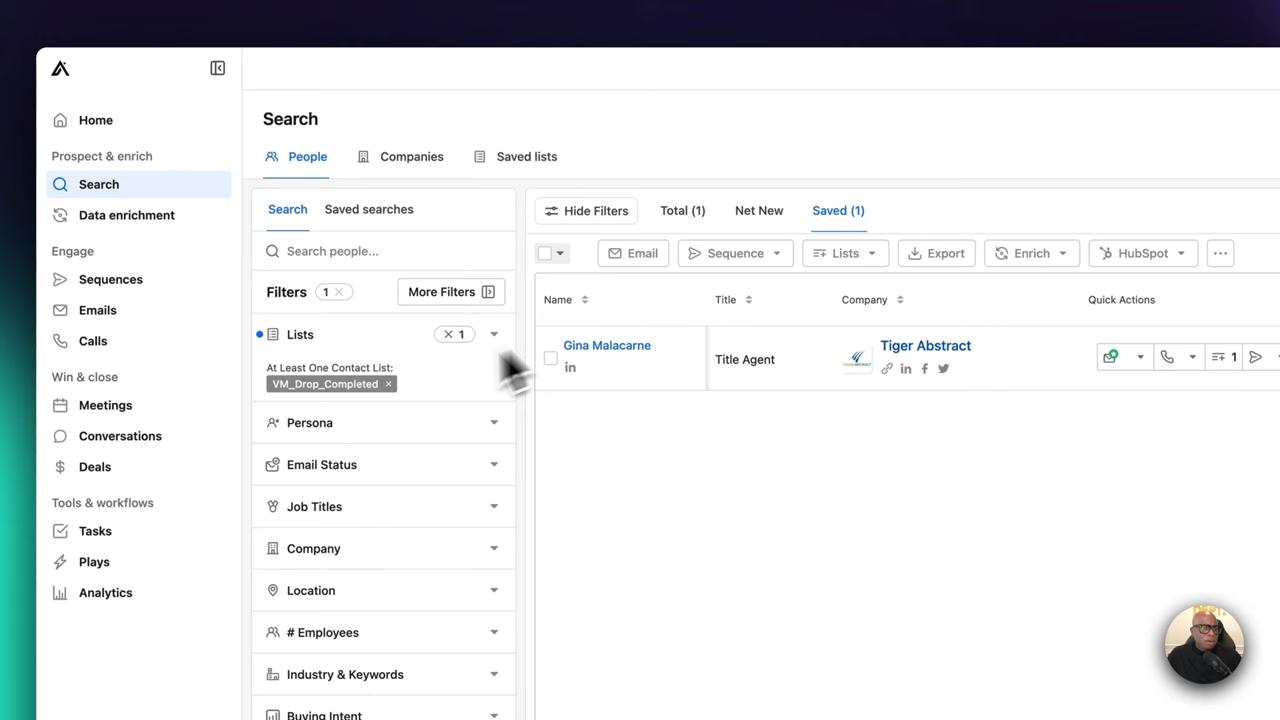 Home
Prospect & enrich
Search
Data enrichment
Engage
Sequences
Emails
Calls
Win & close
Meetings
Conversations
Deals
Tools & workflows
Tasks
Plays
Analytics
Search
People
Companies
Saved lists
Search
Saved searches
Search people...
Filters
1
More Filters
Lists
1
At Least One Contact List:
VM_Drop_Completed
Persona
Email Status
Job Titles
Company
Location
# Employees
Industry & Keywords
Buying Intent
Hide Filters
Total (1)
Net New
Saved (1)
Email
Sequence
Lists
Export
Enrich
HubSpot
Name
Title
Company
Quick Actions
Gina Malacarne
Title Agent
Tiger Abstract
1